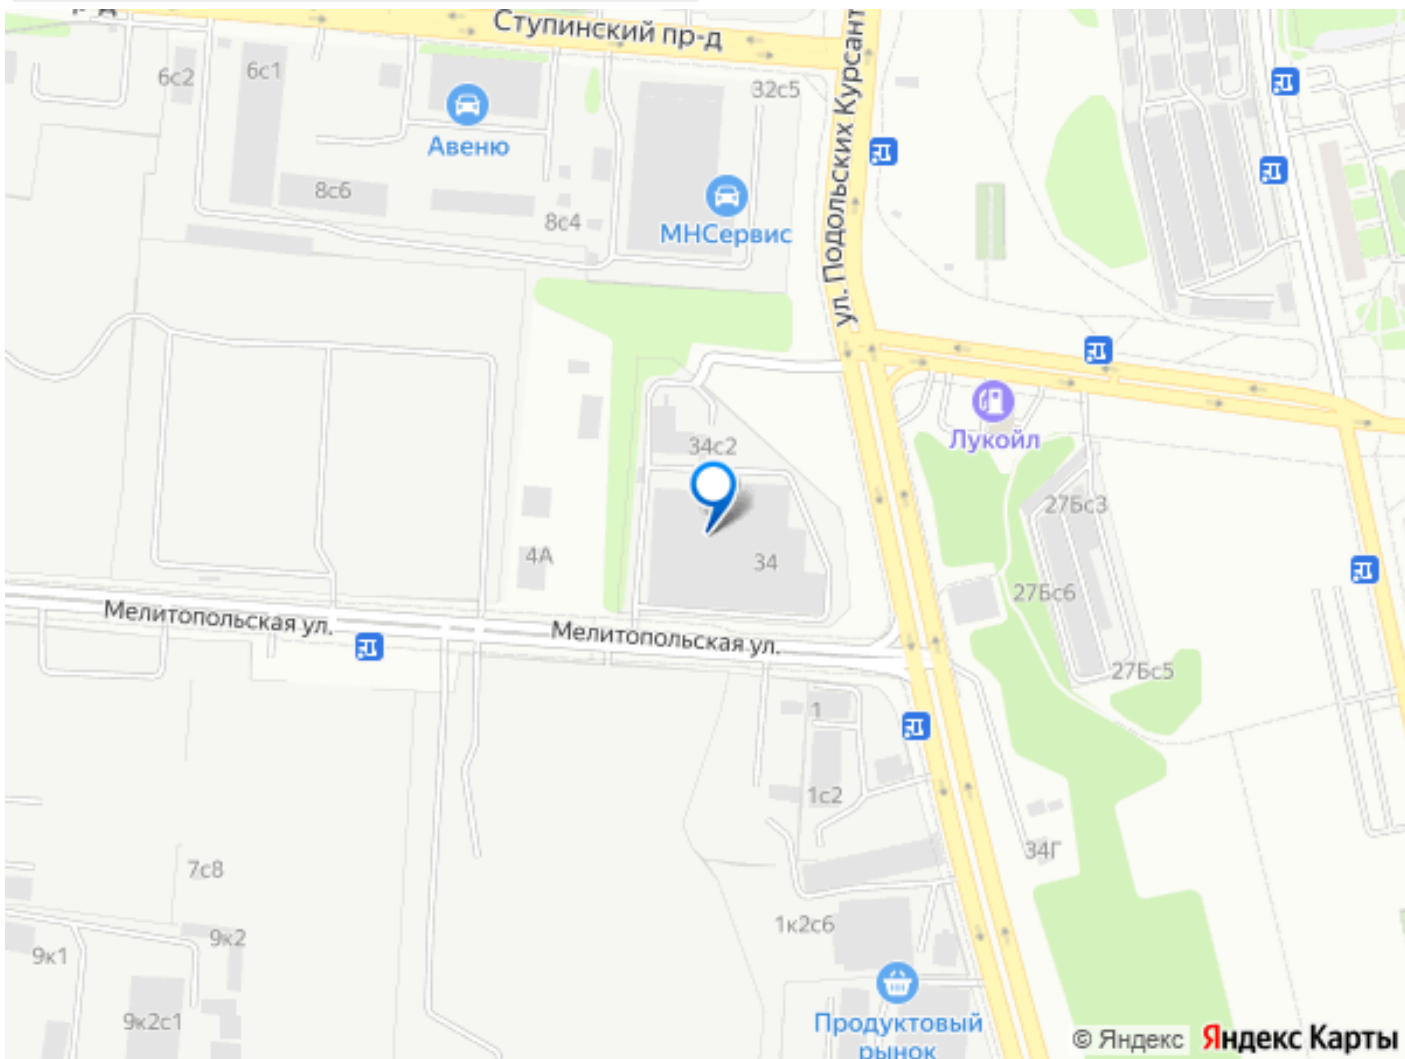 Ступинский пр-д
р-д
6с2
6с1
32с5
Авеню
ул. Подольских Курсант
8с6
8с4
МНСервис
Лукойл
34с2
27Бс3
4А
34
27Бс6
Мелитопольская ул.
Мелитопольская ул.
27Бс5
1
1с2
34Г
7с8
1к2с6
9к2
9к1
9к2с1
Продуктовый
рынок
© Яндекс Яндекс Карты